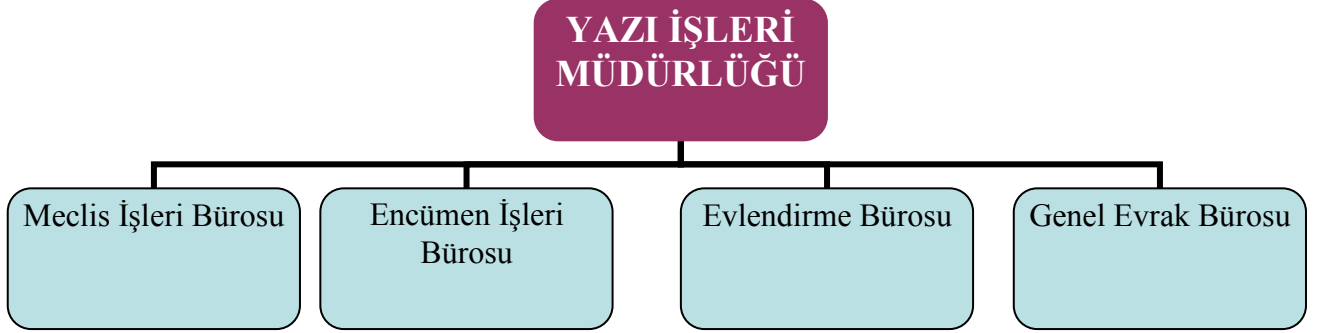 YAZI İŞLERİ
MÜDÜRLÜĞÜ
Meclis İşleri Bürosu
Encümen İşleri
Bürosu
Evlendirme Bürosu
Genel Evrak Bürosu